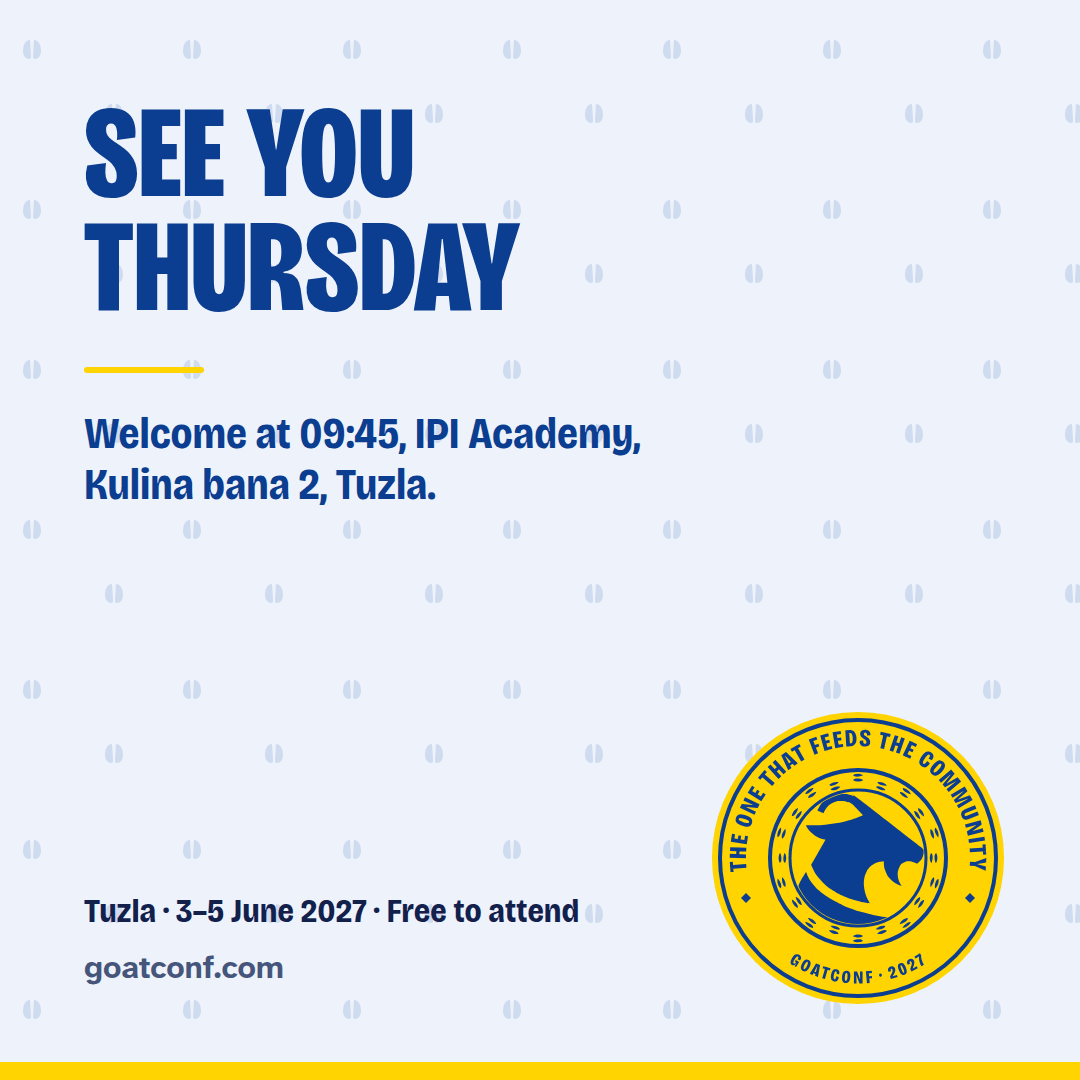 SEE YOU
THURSDAY
Welcome at 09:45, IPI Academy,
Kulina bana 2, Tuzla.
Tuzla · 3–5 June 2027 · Free to attend
goatconf.com
THE ONE THAT FEEDS THE COMMUNITY
GOATCONF · 2027